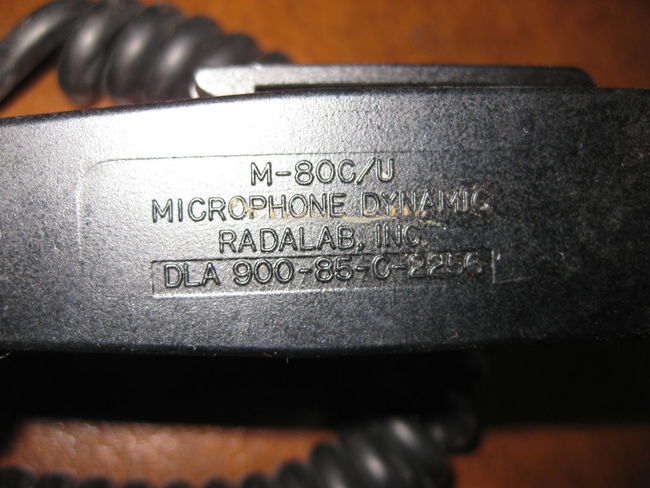 M-80C/U
MICROPHONE DYNAMIC
RADALAB, INC.
DLA 900-85-C-2256